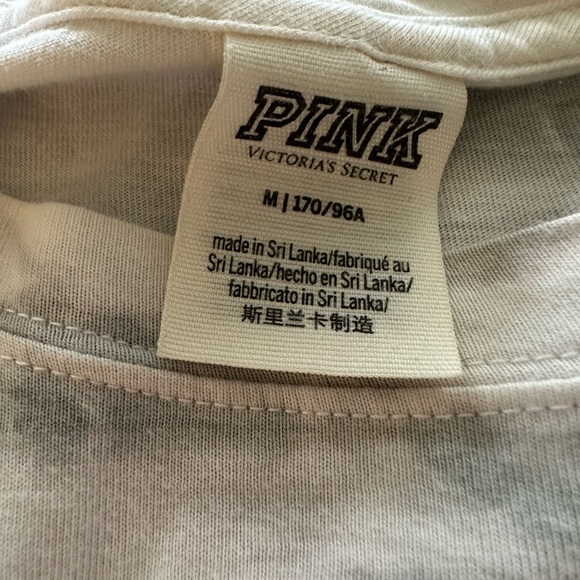 PINK
VICTORIA'S SECRET
M | 170/96A
made in Sri Lanka/fabriqué au
Sri Lanka/hecho en Sri Lanka/
fabbricato in Sri Lanka/
斯里兰卡制造